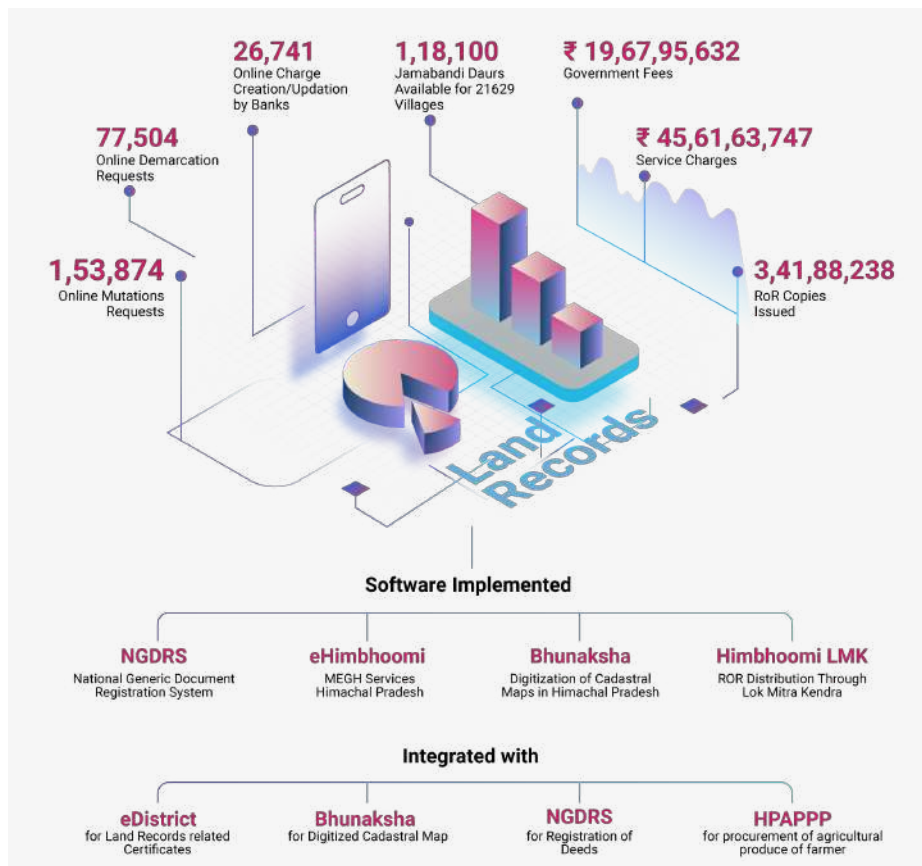 26,741
Online Charge
Creation/Updation
by Banks
1,18,100
Jamabandi Daurs
Available for 21629
Villages
₹ 19,67,95,632
Government Fees
77,504
Online Demarcation
Requests
₹ 45,61,63,747
Service Charges
1,53,874
Online Mutations
Requests
3,41,88,238
RoR Copies
Issued
Land
Records
Software Implemented
NGDRS
National Generic Document
Registration System
eHimbhoomi
MEGH Services
Himachal Pradesh
Bhunaksha
Digitization of Cadastral
Maps in Himachal Pradesh
Himbhoomi LMK
ROR Distribution Through
Lok Mitra Kendra
Integrated with
eDistrict
for Land Records related
Certificates
Bhunaksha
for Digitized Cadastral Map
NGDRS
for Registration of
Deeds
HPAPPP
for procurement of agricultural
produce of farmer